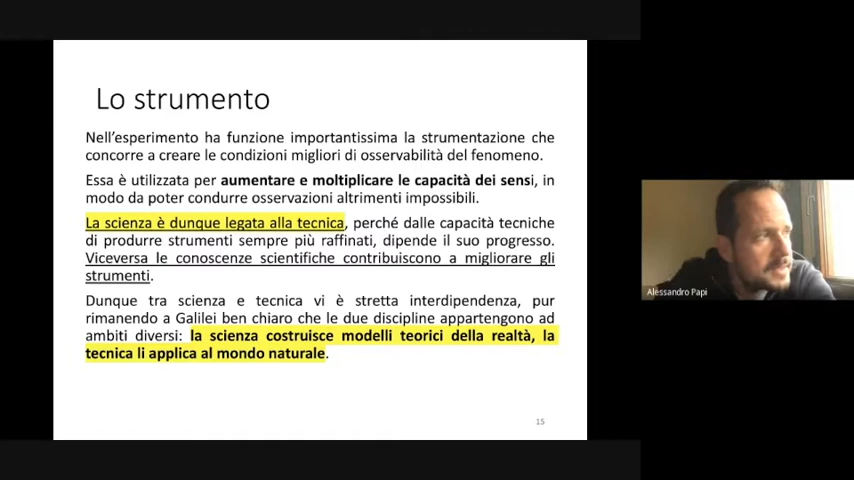 Lo strumento
Nell'esperimento ha funzione importantissima la strumentazione che
concorre a creare le condizioni migliori di osservabilità del fenomeno.
Essa è utilizzata per aumentare e moltiplicare le capacità dei sensi, in
modo da poter condurre osservazioni altrimenti impossibili.
La scienza è dunque legata alla tecnica, perché dalle capacità tecniche
di produrre strumenti sempre più raffinati, dipende il suo progresso.
Viceversa le conoscenze scientifiche contribuiscono a migliorare gli
strumenti.
Dunque tra scienza e tecnica vi è stretta interdipendenza, pur
rimanendo a Galilei ben chiaro che le due discipline appartengono ad
ambiti diversi: la scienza costruisce modelli teorici della realtà, la
tecnica li applica al mondo naturale.
15
Alessandro Papi